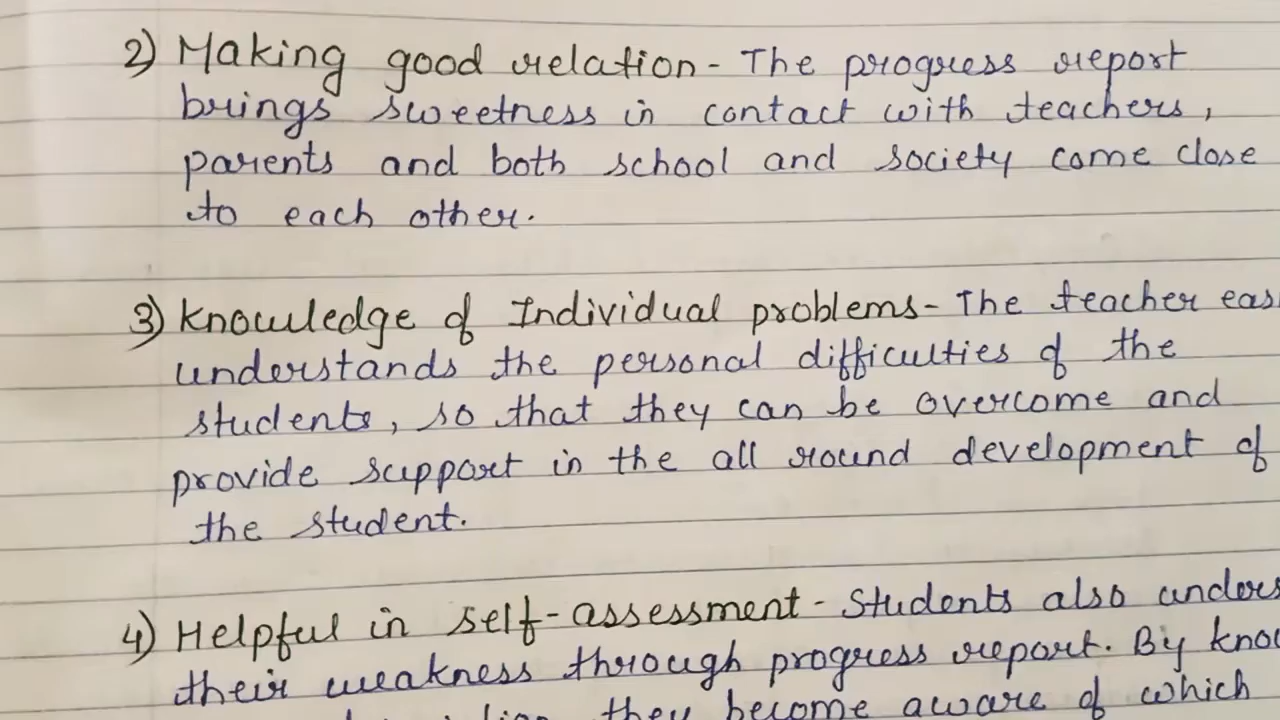 2) Making good relation - The progress report
brings sweetness in contact with teachers,
parents and both school and society come close
to each other.
3) Knowledge of Individual problems - The teacher eas
understands the personal difficulties of the
students, so that they can be overcome and
provide support in the all round development of
the student.
4) Helpful in self-assessment - Students also unders
their weakness through progress report. By kno
they become aware of which